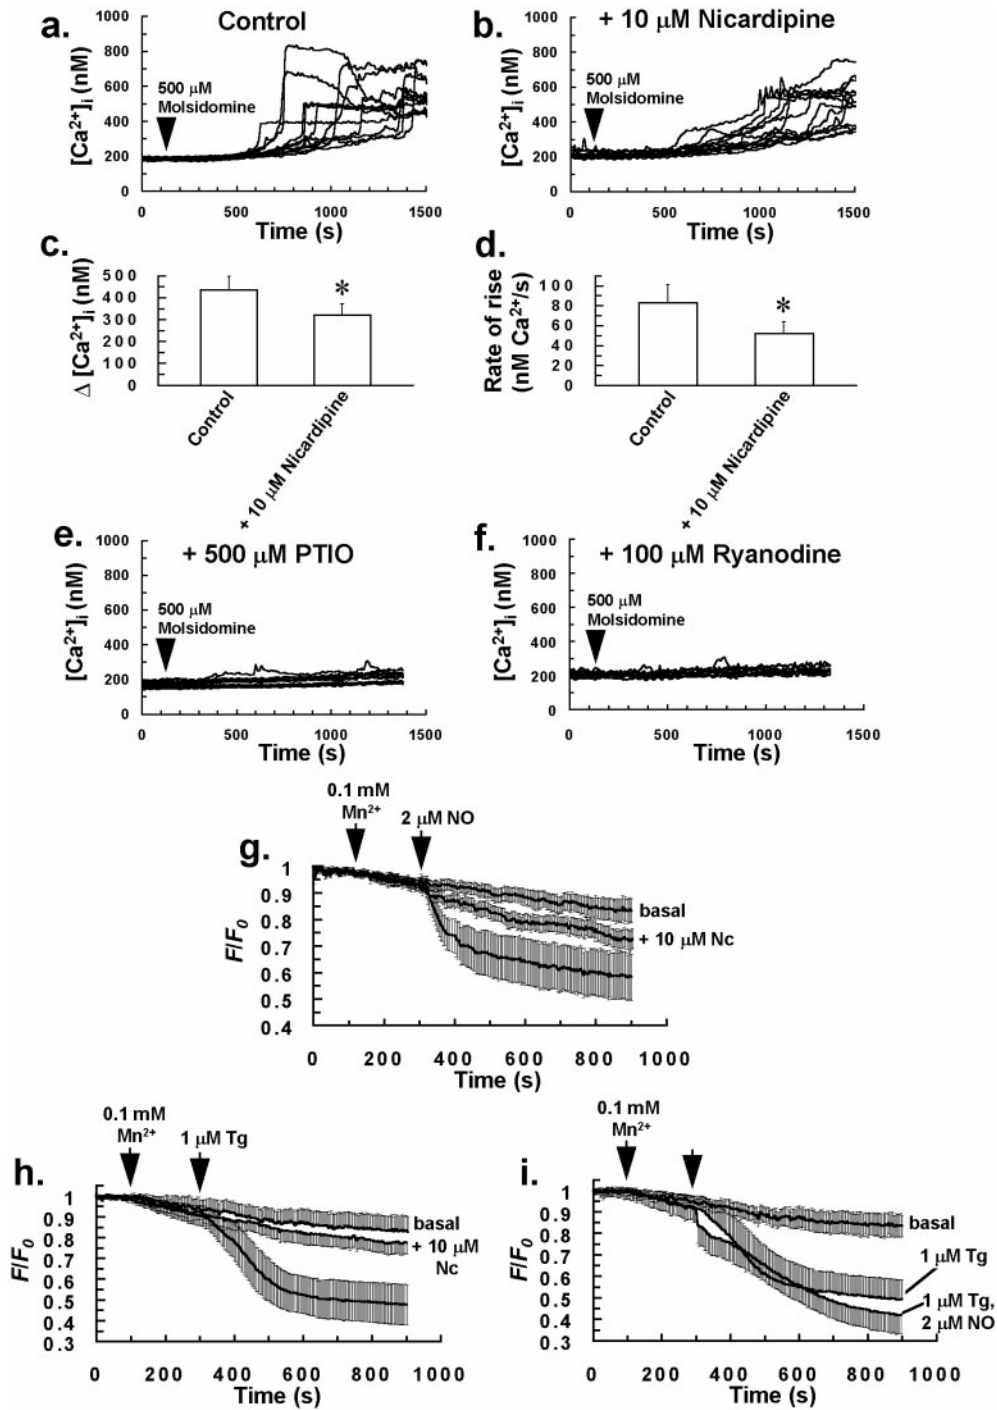 a.
Control
[Ca²⁺]ᵢ (nM)
1000
800
600
400
200
0
500 µM
Molsidomine
0
500
1000
1500
Time (s)
b.
+ 10 µM Nicardipine
[Ca²⁺]ᵢ (nM)
1000
800
600
400
200
0
500 µM
Molsidomine
0
500
1000
1500
Time (s)
c.
Δ [Ca²⁺]ᵢ (nM)
500
400
300
200
100
0
*
Control
+ 10 µM Nicardipine
d.
Rate of rise
(nM Ca²⁺/s)
100
80
60
40
20
0
*
Control
+ 10 µM Nicardipine
e.
+ 500 µM PTIO
[Ca²⁺]ᵢ (nM)
1000
800
600
400
200
0
500 µM
Molsidomine
0
500
1000
1500
Time (s)
f.
+ 100 µM Ryanodine
[Ca²⁺]ᵢ (nM)
1000
800
600
400
200
0
500 µM
Molsidomine
0
500
1000
1500
Time (s)
g.
0.1 mM
Mn²⁺
2 µM NO
F/F₀
1
0.9
0.8
0.7
0.6
0.5
0.4
basal
+ 10 µM Nc
0
200
400
600
800
1000
Time (s)
h.
0.1 mM
Mn²⁺
1 µM Tg
F/F₀
1
0.9
0.8
0.7
0.6
0.5
0.4
0.3
basal
+ 10 µM
Nc
0
200
400
600
800
1000
Time (s)
i.
0.1 mM
Mn²⁺
F/F₀
1
0.9
0.8
0.7
0.6
0.5
0.4
0.3
basal
1 µM Tg
1 µM Tg,
2 µM NO
0
200
400
600
800
1000
Time (s)